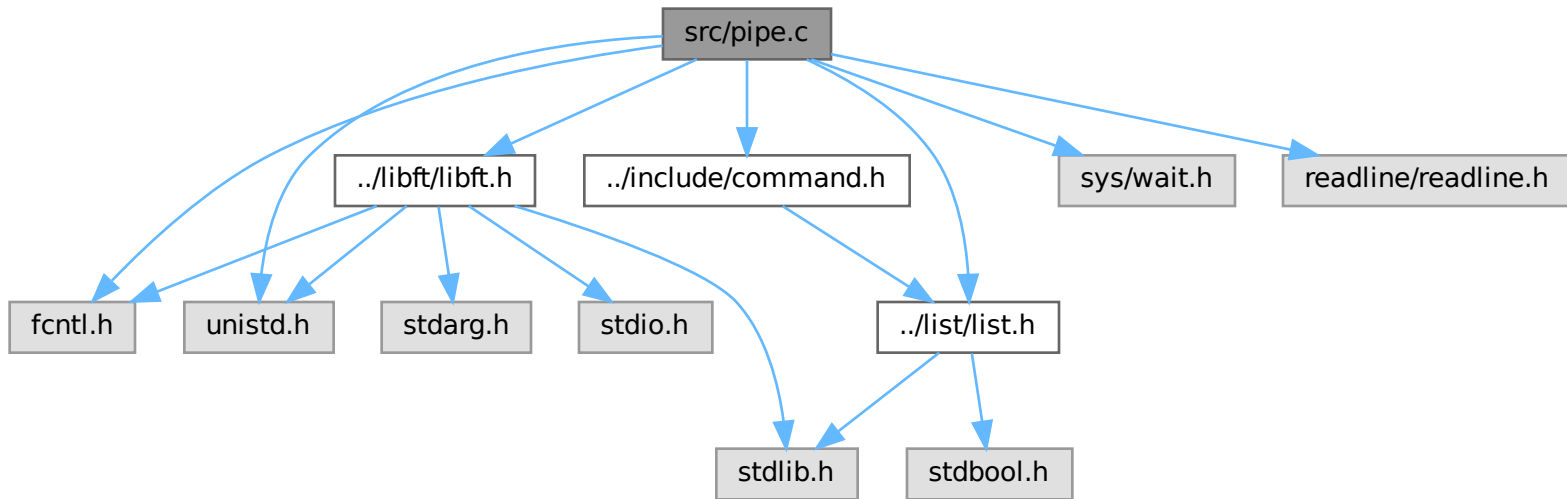 src/pipe.c
../libft/libft.h
../include/command.h
sys/wait.h
readline/readline.h
fcntl.h
unistd.h
stdarg.h
stdio.h
../list/list.h
stdlib.h
stdbool.h